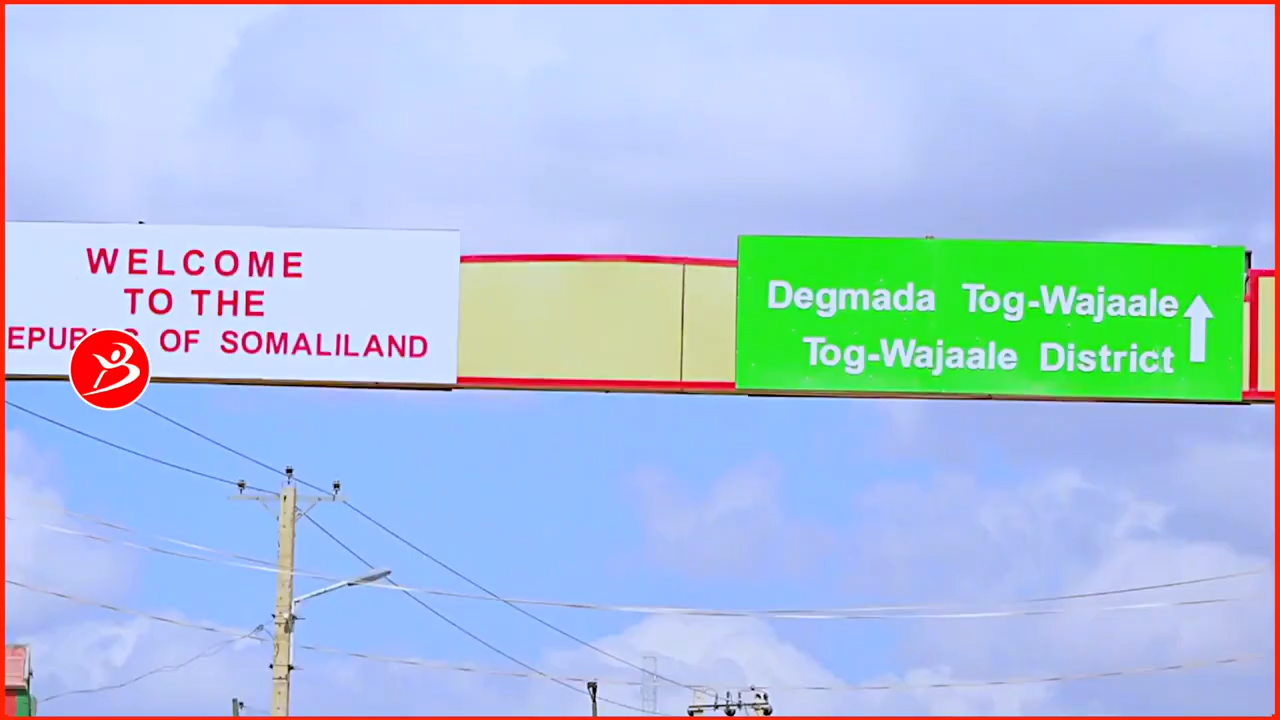 WELCOME
TO THE
OF SOMALILAND
Degmada Tog-Wajaale
Tog-Wajaale District